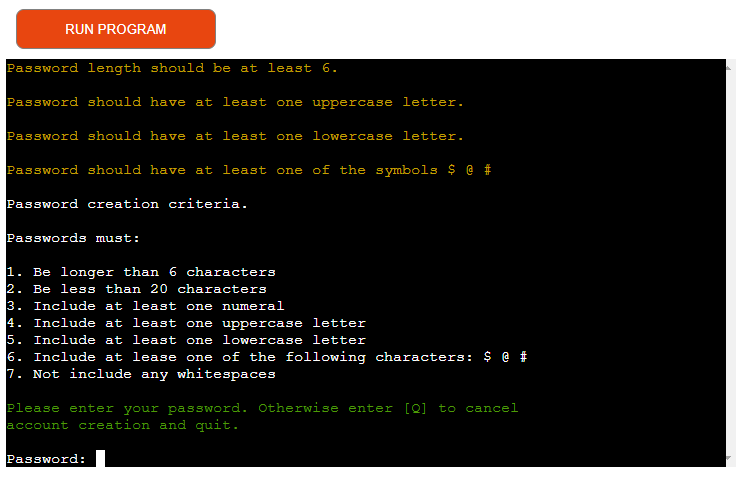 RUN PROGRAM
Password length should be at least 6.
Password should have at least one uppercase letter.
Password should have at least one lowercase letter.
Password should have at least one of the symbols $ @ #
Password creation criteria.
Passwords must:
1. Be longer than 6 characters
2. Be less than 20 characters
3. Include at least one numeral
4. Include at least one uppercase letter
5. Include at least one lowercase letter
6. Include at lease one of the following characters: $ @ #
7. Not include any whitespaces
Please enter your password. Otherwise enter [Q] to cancel
account creation and quit.
Password: